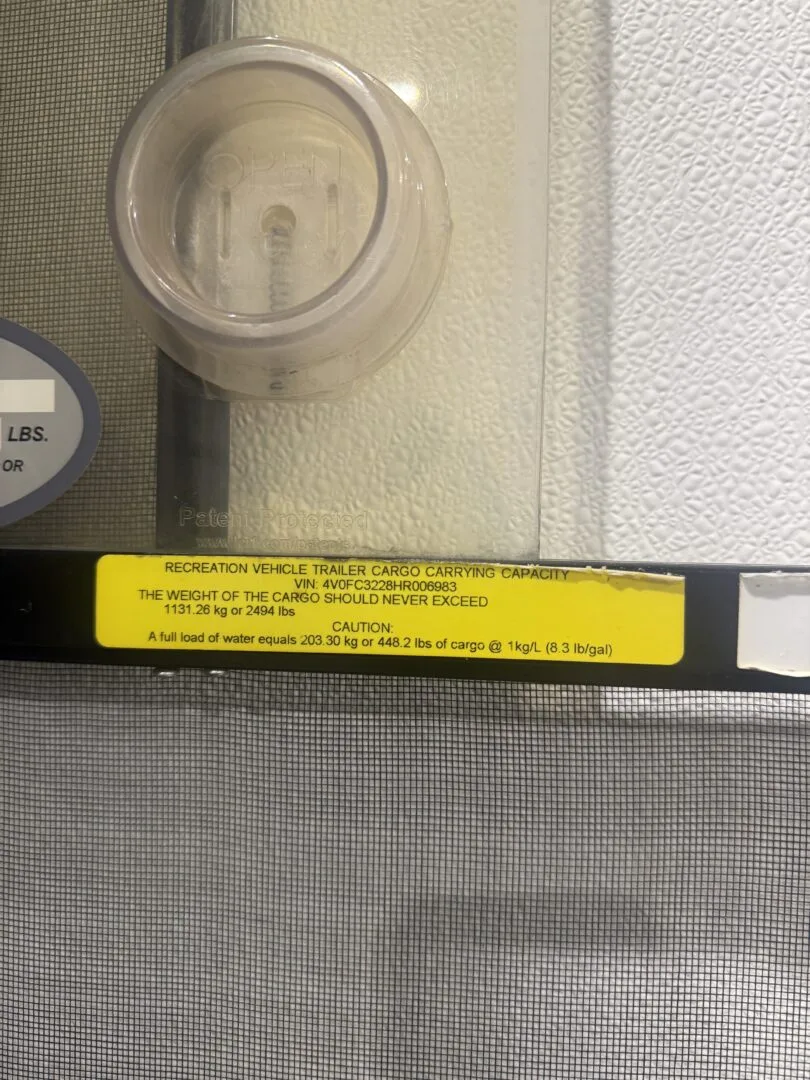 OPEN
LBS.
OR
Patent Protected
RECREATION VEHICLE TRAILER CARGO CARRYING CAPACITY
VIN: 4V0FC3228HR006983
THE WEIGHT OF THE CARGO SHOULD NEVER EXCEED
1131.26 kg or 2494 lbs
CAUTION:
A full load of water equals 203.30 kg or 448.2 lbs of cargo @ 1kg/L (8.3 lb/gal)